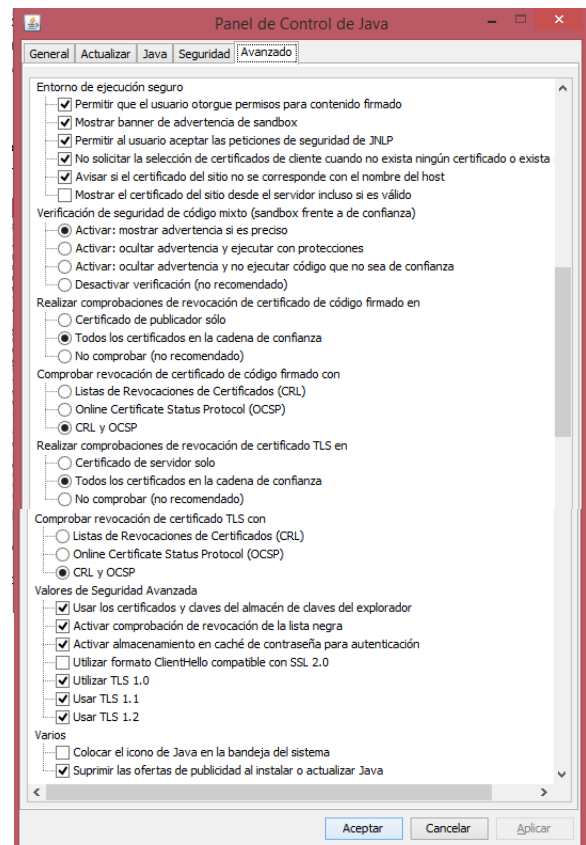 Panel de Control de Java
General Actualizar Java Seguridad Avanzado
Entorno de ejecución seguro
Permitir que el usuario otorgue permisos para contenido firmado
Mostrar banner de advertencia de sandbox
Permitir al usuario aceptar las peticiones de seguridad de JNLP
No solicitar la selección de certificados de cliente cuando no exista ningún certificado o exista
Avisar si el certificado del sitio no se corresponde con el nombre del host
Mostrar el certificado del sitio desde el servidor incluso si es válido
Verificación de seguridad de código mixto (sandbox frente a de confianza)
Activar: mostrar advertencia si es preciso
Activar: ocultar advertencia y ejecutar con protecciones
Activar: ocultar advertencia y no ejecutar código que no sea de confianza
Desactivar verificación (no recomendado)
Realizar comprobaciones de revocación de certificado de código firmado en
Certificado de publicador sólo
Todos los certificados en la cadena de confianza
No comprobar (no recomendado)
Comprobar revocación de certificado de código firmado con
Listas de Revocaciones de Certificados (CRL)
Online Certificate Status Protocol (OCSP)
CRL y OCSP
Realizar comprobaciones de revocación de certificado TLS en
Certificado de servidor solo
Todos los certificados en la cadena de confianza
No comprobar (no recomendado)
Comprobar revocación de certificado TLS con
Listas de Revocaciones de Certificados (CRL)
Online Certificate Status Protocol (OCSP)
CRL y OCSP
Valores de Seguridad Avanzada
Usar los certificados y claves del almacén de claves del explorador
Activar comprobación de revocación de la lista negra
Activar almacenamiento en caché de contraseña para autenticación
Utilizar formato ClientHello compatible con SSL 2.0
Utilizar TLS 1.0
Usar TLS 1.1
Usar TLS 1.2
Varios
Colocar el icono de Java en la bandeja del sistema
Suprimir las ofertas de publicidad al instalar o actualizar Java
Aceptar Cancelar Aplicar